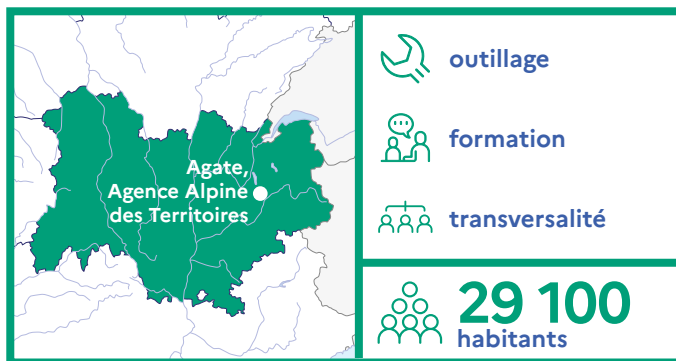 Agate,
Agence Alpine
des Territoires
outillage
formation
transversalité
29 100
habitants